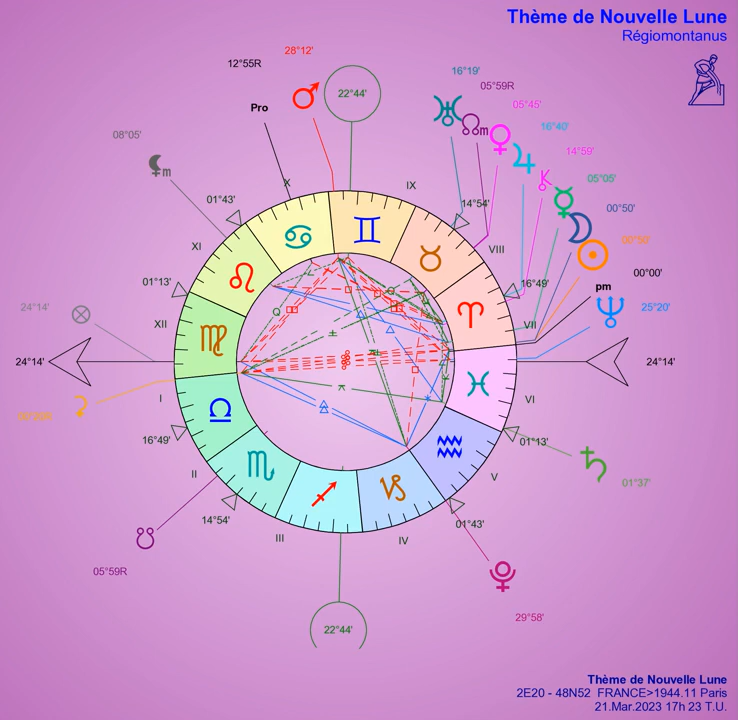 Thème de Nouvelle Lune
Régiomontanus
28°12'
12°55R
22°44'
16°19'
05°59R
05°45'
16°40'
14°59'
05°05'
00°50'
00°50'
00°00'
pm
25°20'
Pro
m
08°05'
m
01°43'
X
IX
14°54'
VIII
XI
01°13'
16°49'
VII
24°14'
XII
24°14'
24°14'
I
VI
16°49'
01°13'
II
V
01°37'
14°54'
01°43'
III
IV
05°59R
29°58'
22°44'
Thème de Nouvelle Lune
2E20 - 48N52 FRANCE>1944.11 Paris
21.Mar.2023 17h 23 T.U.